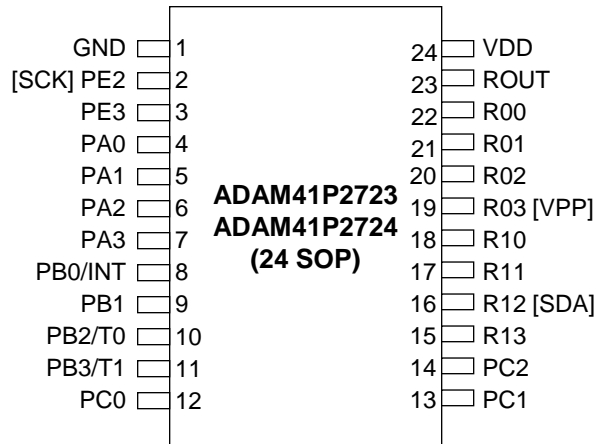 GND 1 24 VDD
[SCK] PE2 2 23 ROUT
PE3 3 22 R00
PA0 4 21 R01
PA1 5 20 R02
PA2 6 19 R03 [VPP]
PA3 7 18 R10
PB0/INT 8 17 R11
PB1 9 16 R12 [SDA]
PB2/T0 10 15 R13
PB3/T1 11 14 PC2
PC0 12 13 PC1
ADAM41P2723
ADAM41P2724
(24 SOP)